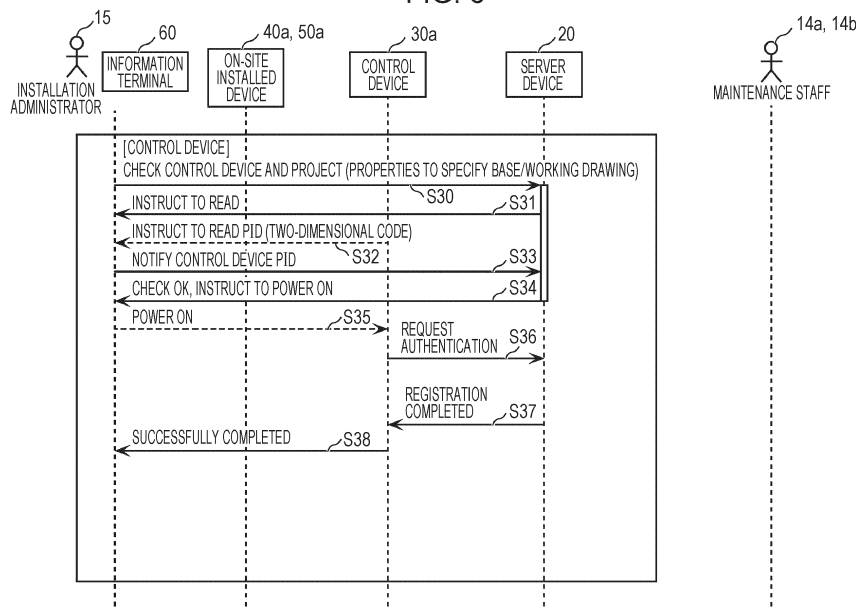 15
60
40a, 50a
30a
20
14a, 14b
INSTALLATION
ADMINISTRATOR
INFORMATION
TERMINAL
ON-SITE
INSTALLED
DEVICE
CONTROL
DEVICE
SERVER
DEVICE
MAINTENANCE STAFF
[CONTROL DEVICE]
CHECK CONTROL DEVICE AND PROJECT (PROPERTIES TO SPECIFY BASE/WORKING DRAWING)
S30
INSTRUCT TO READ
S31
INSTRUCT TO READ PID (TWO-DIMENSIONAL CODE)
S32
NOTIFY CONTROL DEVICE PID
S33
CHECK OK, INSTRUCT TO POWER ON
S34
POWER ON
S35
REQUEST
AUTHENTICATION
S36
REGISTRATION
COMPLETED
S37
SUCCESSFULLY COMPLETED
S38